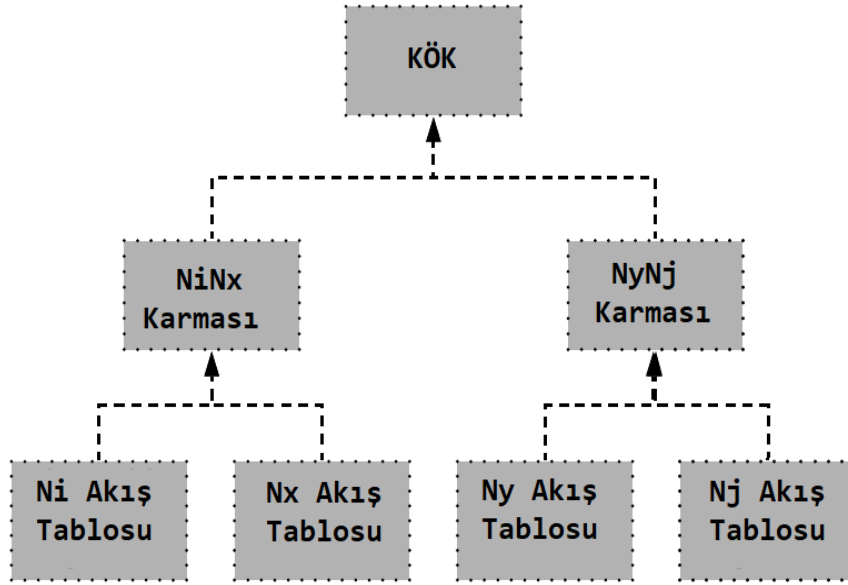 KÖK
NiNx
Karması
NyNj
Karması
Ni Akış
Tablosu
Nx Akış
Tablosu
Ny Akış
Tablosu
Nj Akış
Tablosu